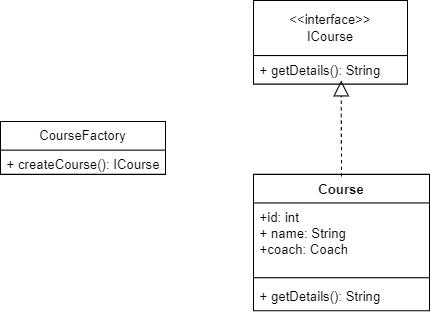 <<interface>>
ICourse
+ getDetails(): String
CourseFactory
+ createCourse(): ICourse
Course
+id: int
+ name: String
+coach: Coach
+ getDetails(): String